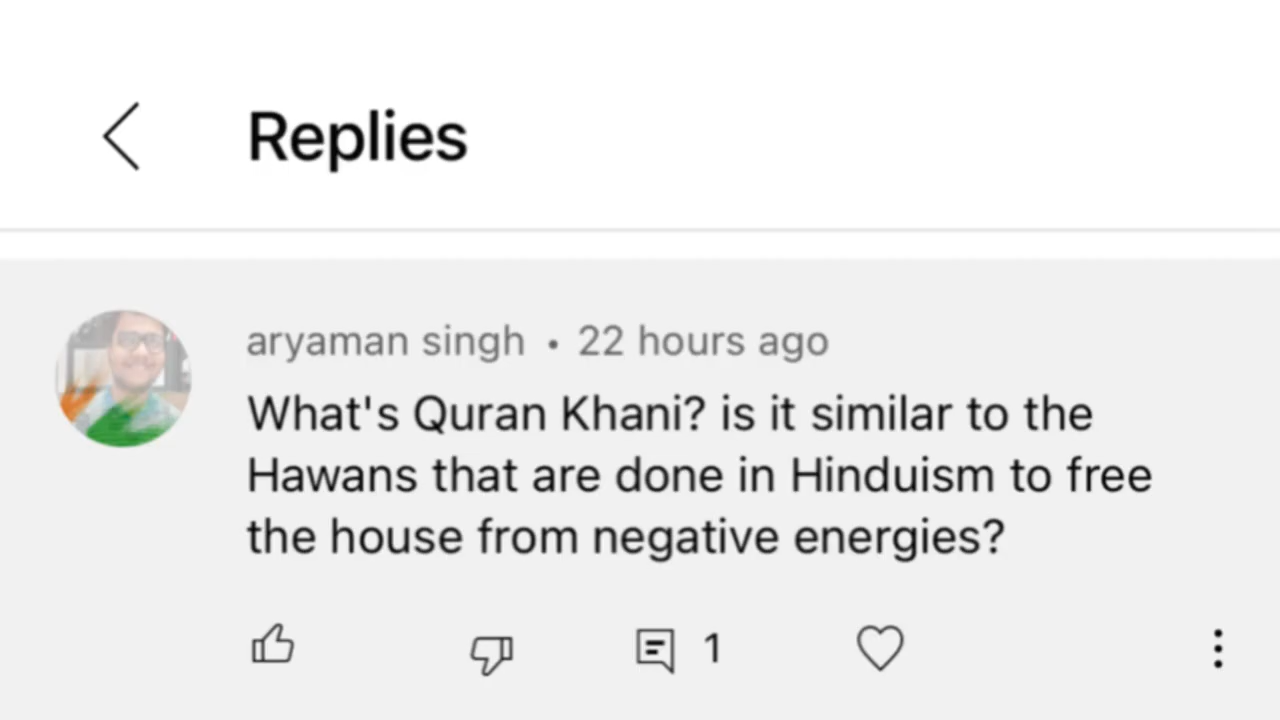 Replies
aryaman singh • 22 hours ago
What's Quran Khani? is it similar to the
Hawans that are done in Hinduism to free
the house from negative energies?
1